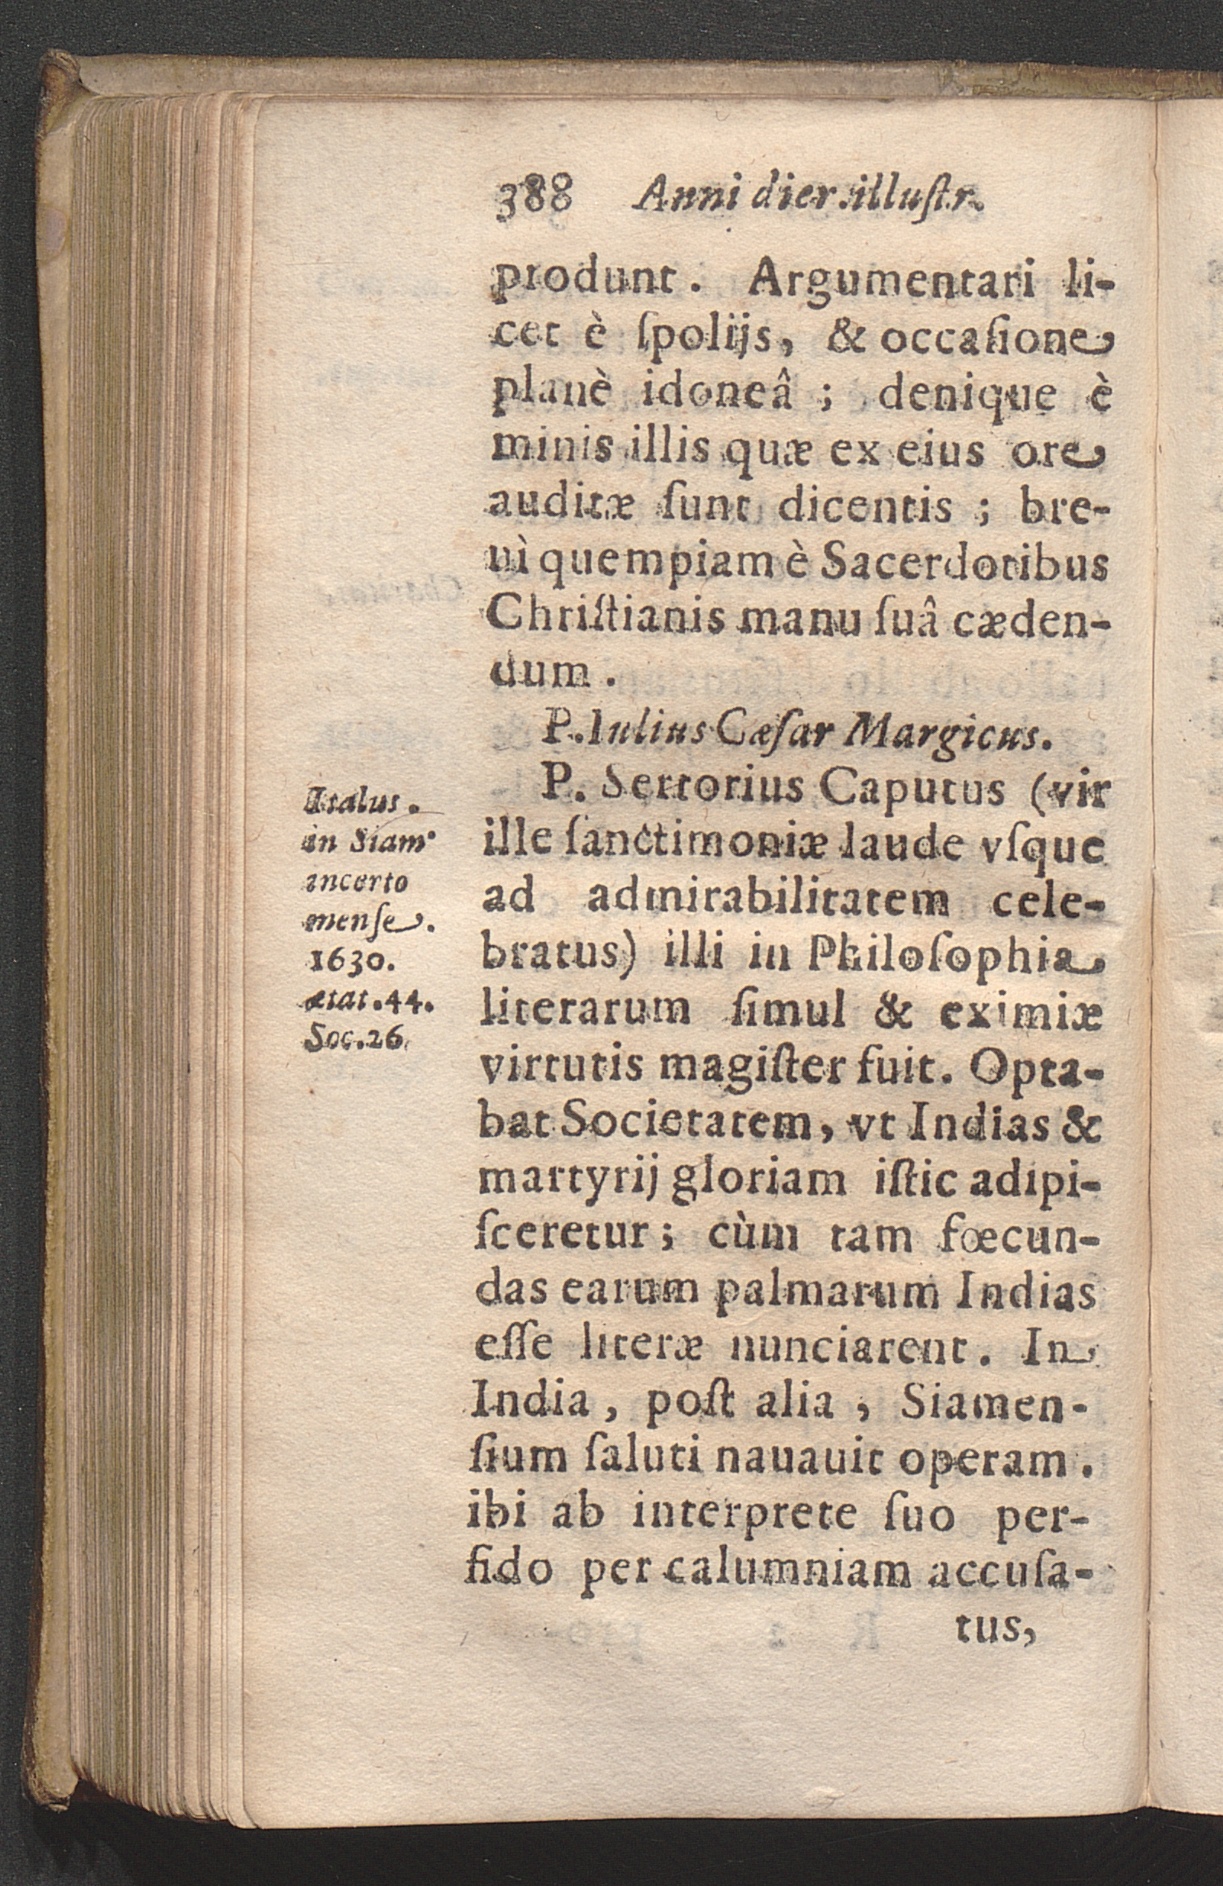 388 Anni dier. illuſtr.
produnt. Argumentari li-
cet è ſpolijs, & occaſione
planè idoneâ; denique è
minis illis quæ ex eius ore
auditæ ſunt dicentis; bre-
uì quempiam è Sacerdotibus
Chriſtianis manu ſuâ cæden-
dum.
P. Iulius Cæſar Margicus.
Italus.
in Siam
incerto
menſe.
1630.
ætat. 44.
Soc. 26.
P. Sertorius Caputus (vir
ille ſanctimoniæ laude vſque
ad admirabilitatem cele-
bratus) illi in Philoſophia
literarum ſimul & eximiæ
virtutis magiſter fuit. Opta-
bat Societatem, vt Indias &
martyrij gloriam iſtic adipi-
ſceretur; cùm tam fœcun-
das earum palmarum Indias
eſſe literæ nunciarent. In
India, poſt alia, Siamen-
ſium ſaluti nauauit operam.
ibi ab interprete ſuo per-
fido per calumniam accuſa-
tus,